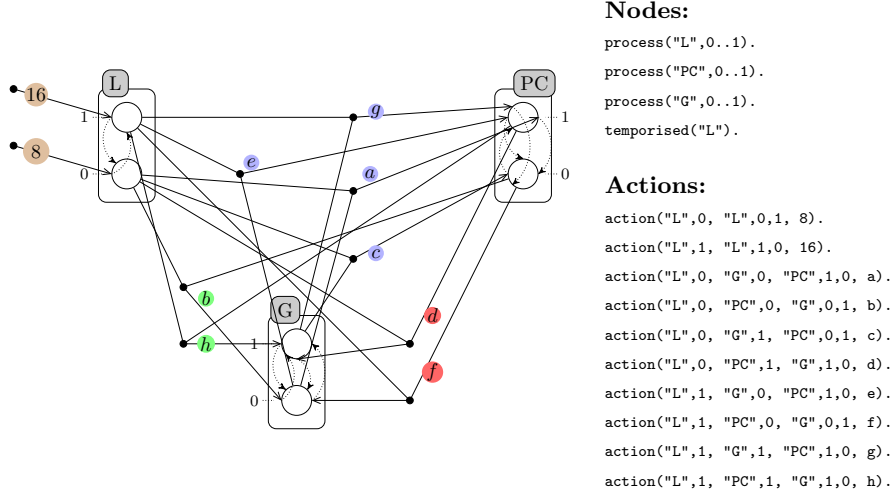 L
PC
G
16
8
1
0
1
0
1
0
g
e
a
c
b
h
d
f
Nodes:
process("L",0..1).
process("PC",0..1).
process("G",0..1).
temporised("L").
Actions:
action("L",0, "L",0,1, 8).
action("L",1, "L",1,0, 16).
action("L",0, "G",0, "PC",1,0, a).
action("L",0, "PC",0, "G",0,1, b).
action("L",0, "G",1, "PC",0,1, c).
action("L",0, "PC",1, "G",1,0, d).
action("L",1, "G",0, "PC",1,0, e).
action("L",1, "PC",0, "G",0,1, f).
action("L",1, "G",1, "PC",1,0, g).
action("L",1, "PC",1, "G",1,0, h).